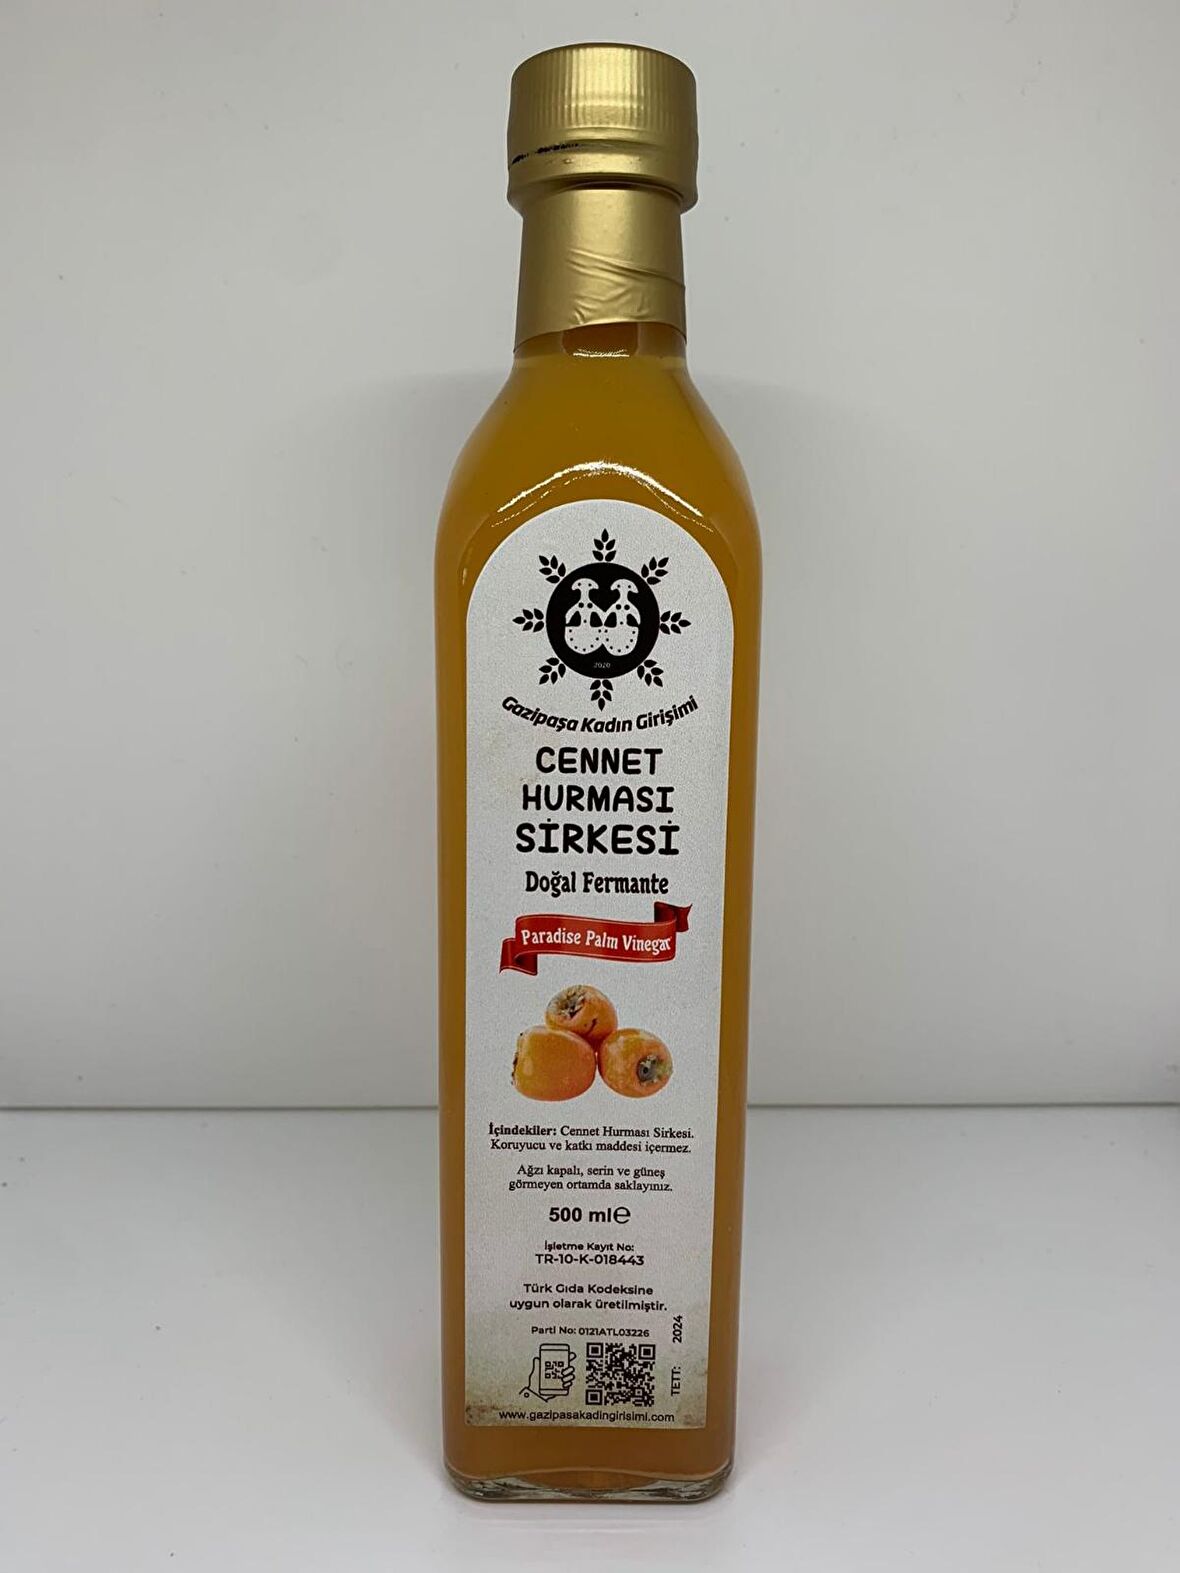 2020
Gazipaşa Kadın Girişimi
CENNET
HURMASI
SİRKESİ
Doğal Fermante
Paradise Palm Vinegar
İçindekiler: Cennet Hurması Sirkesi.
Koruyucu ve katkı maddesi içermez.
Ağzı kapalı, serin ve güneş
görmeyen ortamda saklayınız.
500 ml℮
İşletme Kayıt No:
TR-10-K-018443
Türk Gıda Kodeksine
uygun olarak üretilmiştir.
Parti No: 0121ATL03226
TETT: 2024
www.gazipasakadingirisimi.com